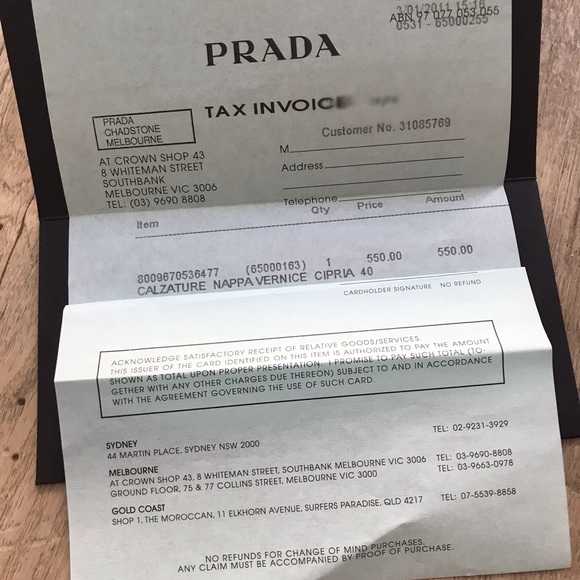 3/01/2011 15:16
ABN 97 077 053 055
0531 - 65000255
PRADA
TAX INVOICE
PRADA
CHADSTONE
MELBOURNE
Customer No. 31085769
M
AT CROWN SHOP 43
8 WHITEMAN STREET
SOUTHBANK
MELBOURNE VIC 3006
TEL: (03) 9690 8808
Address
Telephone
Item Qty Price Amount
8009670536477 (65000163) 1 550.00 550.00
CALZATURE NAPPA VERNICE CIPRIA 40
CARDHOLDER SIGNATURE NO REFUND
ACKNOWLEDGE SATISFACTORY RECEIPT OF RELATIVE GOODS/SERVICES.
THIS ISSUER OF THE CARD IDENTIFIED ON THIS ITEM IS AUTHORIZED TO PAY THE AMOUNT
SHOWN AS TOTAL UPON PROPER PRESENTATION. I PROMISE TO PAY SUCH TOTAL (TO-
GETHER WITH ANY OTHER CHARGES DUE THEREON) SUBJECT TO AND IN ACCORDANCE
WITH THE AGREEMENT GOVERNING THE USE OF SUCH CARD.
SYDNEY
44 MARTIN PLACE, SYDNEY NSW 2000 TEL: 02-9231-3929
MELBOURNE
AT CROWN SHOP 43, 8 WHITEMAN STREET, SOUTHBANK MELBOURNE VIC 3006 TEL: 03-9690-8808
GROUND FLOOR, 75 & 77 COLLINS STREET, MELBOURNE VIC 3000 TEL: 03-9663-0978
GOLD COAST
SHOP 1, THE MOROCCAN, 11 ELKHORN AVENUE, SURFERS PARADISE, QLD 4217 TEL: 07-5539-8858
NO REFUNDS FOR CHANGE OF MIND PURCHASES.
ANY CLAIM MUST BE ACCOMPANIED BY PROOF OF PURCHASE.